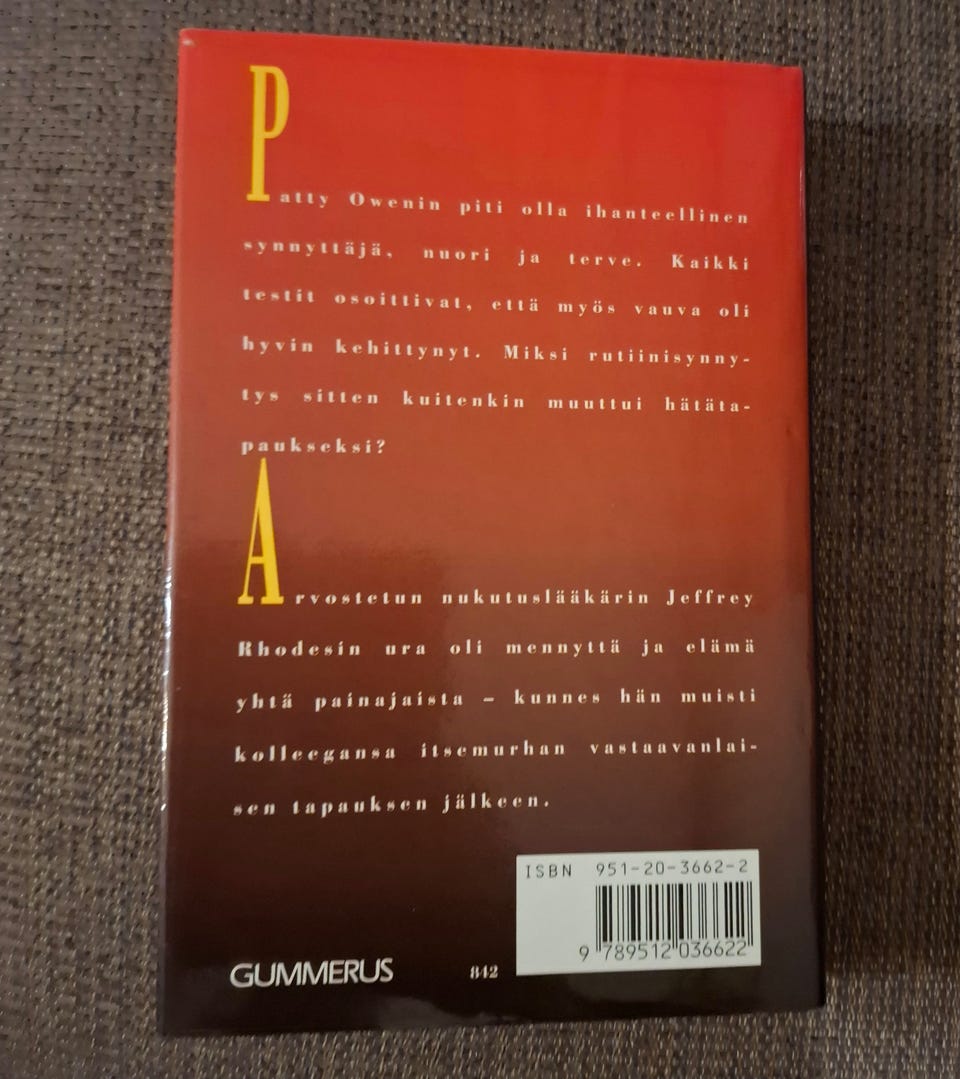 Patty Owenin piti olla ihanteellinen
synnyttäjä, nuori ja terve. Kaikki
testit osoittivat, että myös vauva oli
hyvin kehittynyt. Miksi rutiinisynny-
tys sitten kuitenkin muuttui hätäta-
paukseksi?
Arvostetun nukutuslääkärin Jeffrey
Rhodesin ura oli mennyttä ja elämä
yhtä painajaista – kunnes hän muisti
kolleegansa itsemurhan vastaavanlai-
sen tapauksen jälkeen.
ISBN 951-20-3662-2
9 789512 036622
GUMMERUS 842